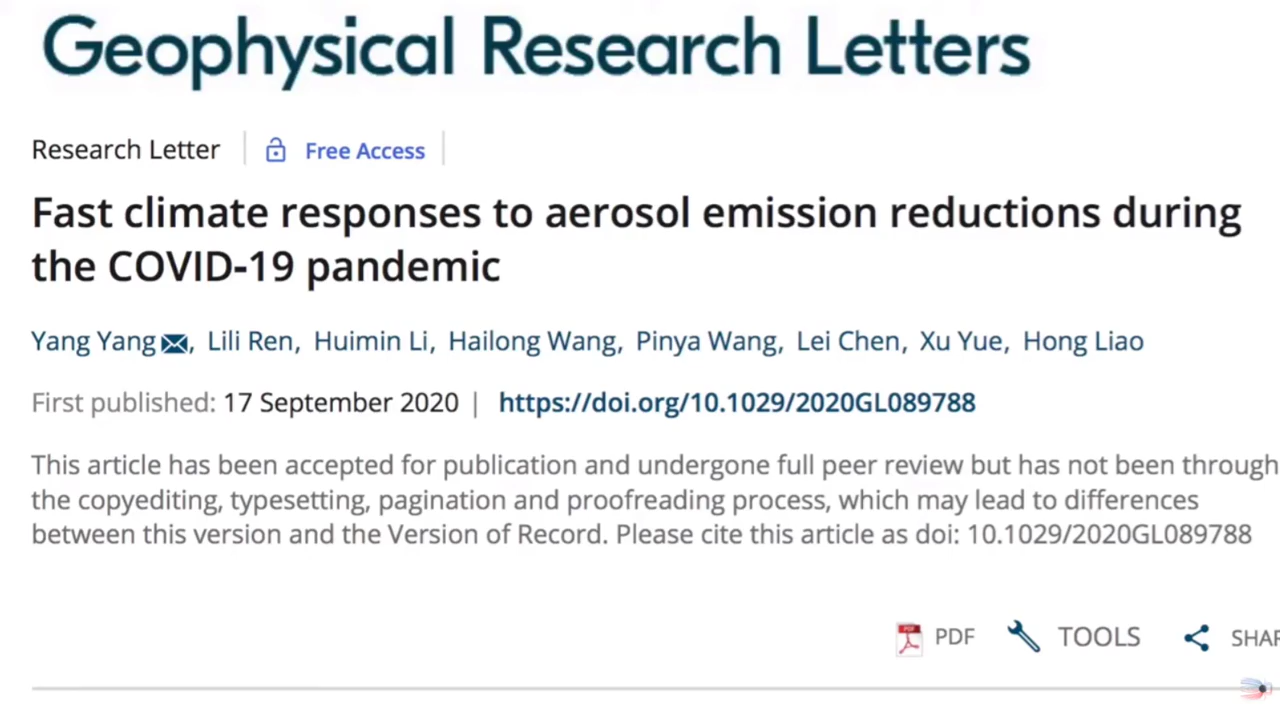 Geophysical Research Letters
Research Letter
Free Access
Fast climate responses to aerosol emission reductions during
the COVID-19 pandemic
Yang Yang, Lili Ren, Huimin Li, Hailong Wang, Pinya Wang, Lei Chen, Xu Yue, Hong Liao
First published: 17 September 2020 | https://doi.org/10.1029/2020GL089788
This article has been accepted for publication and undergone full peer review but has not been through
the copyediting, typesetting, pagination and proofreading process, which may lead to differences
between this version and the Version of Record. Please cite this article as doi: 10.1029/2020GL089788
PDF TOOLS SHAR